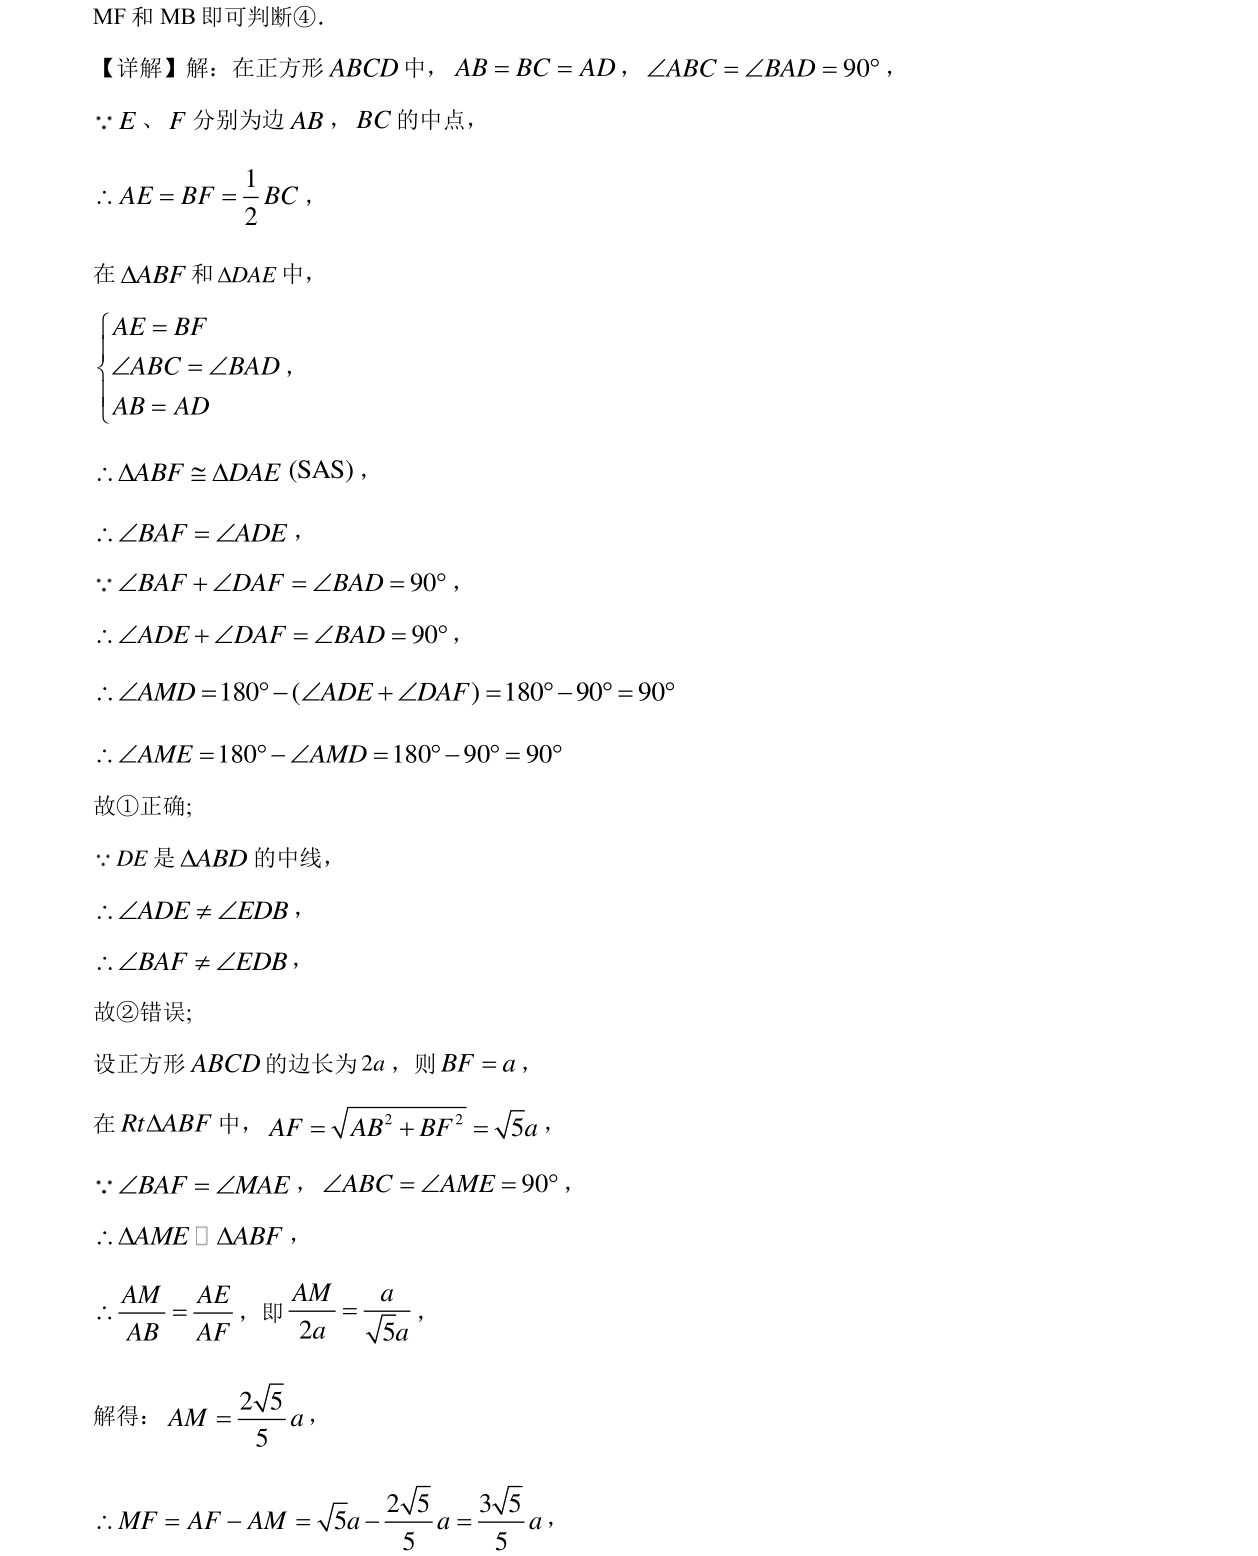 MF 和 MB 即可判断④．
【详解】解：在正方形 ABCD 中， AB = BC = AD， ∠ABC = ∠BAD = 90°，
∵ E 、 F 分别为边 AB ， BC 的中点，
∴ AE = BF = 1/2 BC ，
在 ΔABF 和 ΔDAE 中，
{ AE = BF
∠ABC = ∠BAD ，
AB = AD
∴ ΔABF ≅ ΔDAE (SAS) ，
∴ ∠BAF = ∠ADE ，
∵ ∠BAF + ∠DAF = ∠BAD = 90° ，
∴ ∠ADE + ∠DAF = ∠BAD = 90° ，
∴ ∠AMD = 180° − (∠ADE + ∠DAF) = 180° − 90° = 90°
∴ ∠AME = 180° − ∠AMD = 180° − 90° = 90°
故①正确;
∵ DE 是 ΔABD 的中线，
∴ ∠ADE ≠ ∠EDB ，
∴ ∠BAF ≠ ∠EDB ，
故②错误;
设正方形 ABCD 的边长为 2a ，则 BF = a ，
在 RtΔABF 中， AF = √(AB² + BF²) = √5a ，
∵ ∠BAF = ∠MAE ， ∠ABC = ∠AME = 90° ，
∴ ΔAME □ ΔABF ，
∴ AM/AB = AE/AF ，即 AM/2a = a/√5a ，
解得： AM = 2√5/5 a ，
∴ MF = AF − AM = √5a − 2√5/5 a = 3√5/5 a ，